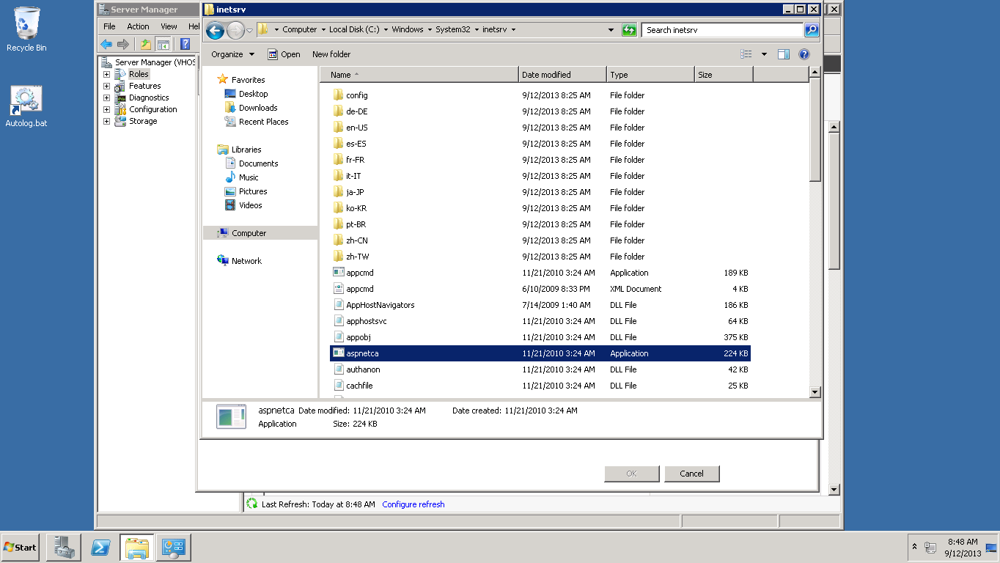 Recycle Bin
Autolog.bat
Server Manager
File Action View Hel
Server Manager (VHOS
Roles
Features
Diagnostics
Configuration
Storage
inetsrv
Computer Local Disk (C:) Windows System32 inetsrv
Search inetsrv
Organize Open New folder
Favorites
Desktop
Downloads
Recent Places
Libraries
Documents
Music
Pictures
Videos
Computer
Network
Name Date modified Type Size
config 9/12/2013 8:25 AM File folder
de-DE 9/12/2013 8:25 AM File folder
en-US 9/12/2013 8:25 AM File folder
es-ES 9/12/2013 8:25 AM File folder
fr-FR 9/12/2013 8:25 AM File folder
it-IT 9/12/2013 8:25 AM File folder
ja-JP 9/12/2013 8:25 AM File folder
ko-KR 9/12/2013 8:25 AM File folder
pt-BR 9/12/2013 8:25 AM File folder
zh-CN 9/12/2013 8:25 AM File folder
zh-TW 9/12/2013 8:25 AM File folder
appcmd 11/21/2010 3:24 AM Application 189 KB
appcmd 6/10/2009 8:33 PM XML Document 4 KB
AppHostNavigators 7/14/2009 1:40 AM DLL File 186 KB
apphostsvc 11/21/2010 3:24 AM DLL File 64 KB
appobj 11/21/2010 3:24 AM DLL File 375 KB
aspnetca 11/21/2010 3:24 AM Application 224 KB
authanon 11/21/2010 3:24 AM DLL File 42 KB
cachfile 11/21/2010 3:24 AM DLL File 25 KB
aspnetca Date modified: 11/21/2010 3:24 AM Date created: 11/21/2010 3:24 AM
Application Size: 224 KB
OK Cancel
Last Refresh: Today at 8:48 AM Configure refresh
Start
8:48 AM
9/12/2013